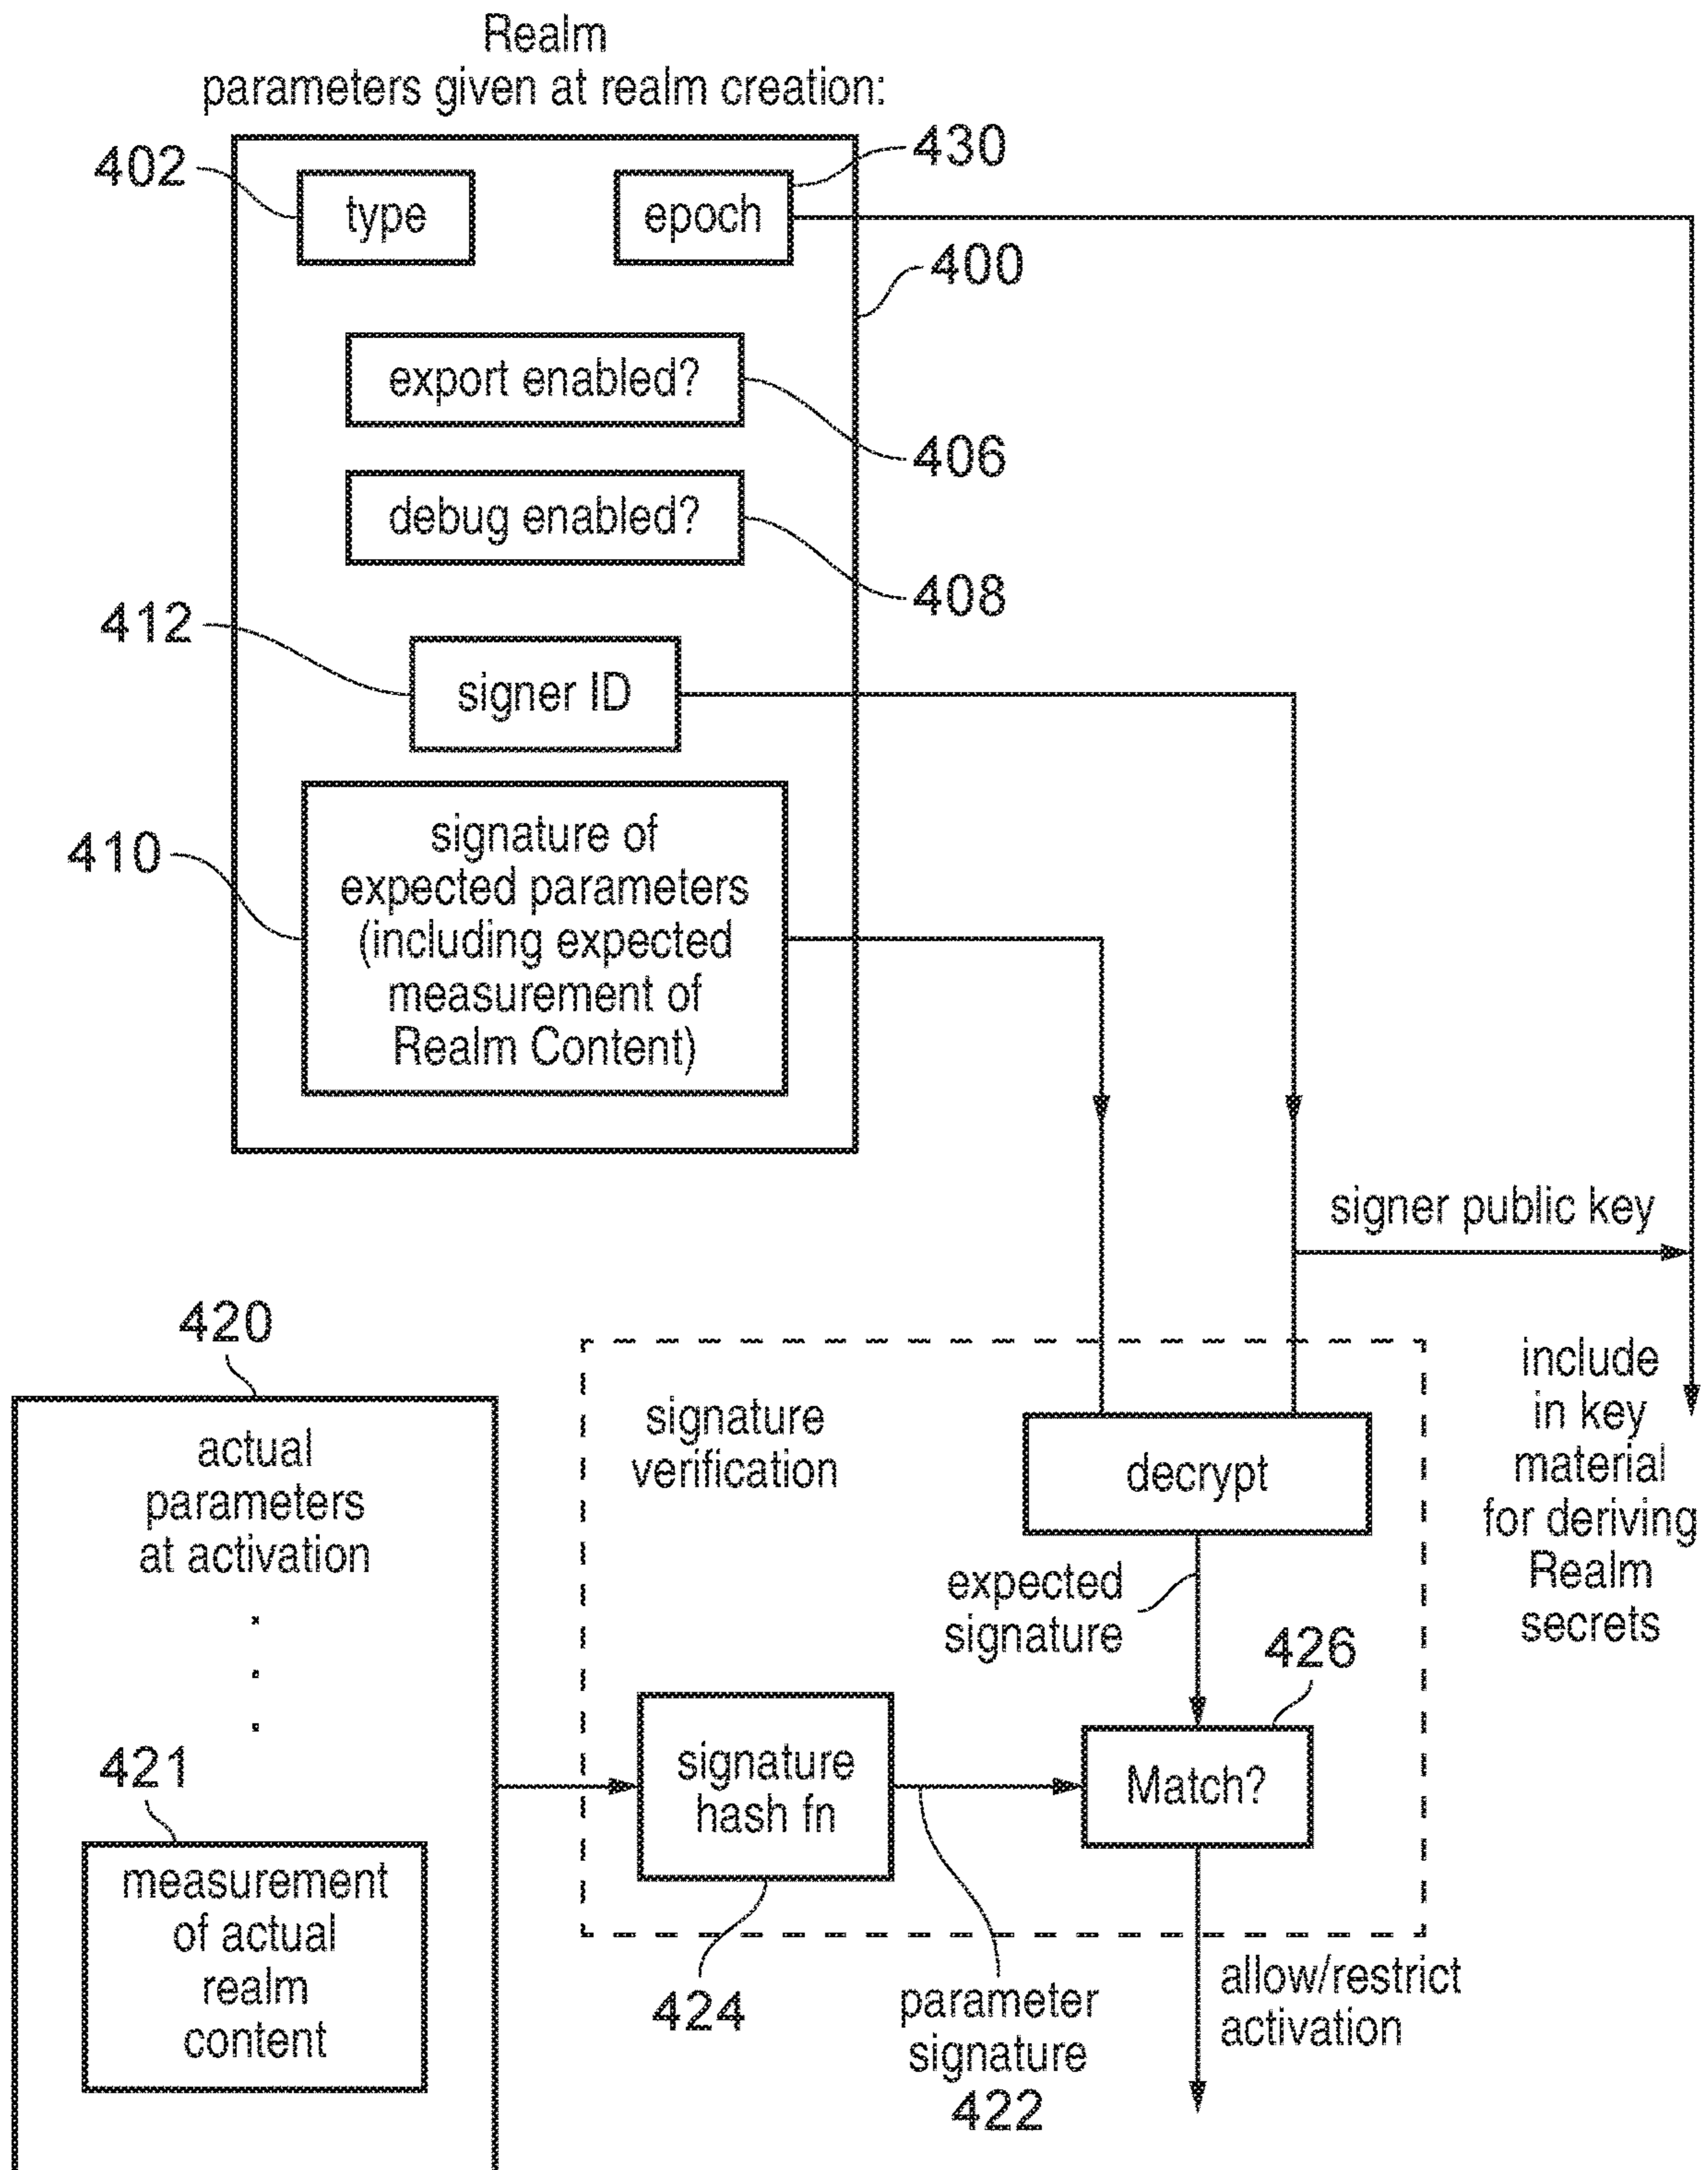 Realm
parameters given at realm creation:
402
430
type
epoch
400
export enabled?
406
debug enabled?
408
412
signer ID
410
signature of
expected parameters
(including expected
measurement of
Realm Content)
signer public key
420
include
in key
material
for deriving
Realm
secrets
actual
parameters
at activation
signature
verification
decrypt
expected
signature
426
421
signature
hash fn
Match?
measurement
of actual
realm
content
424
parameter
signature
422
allow/restrict
activation